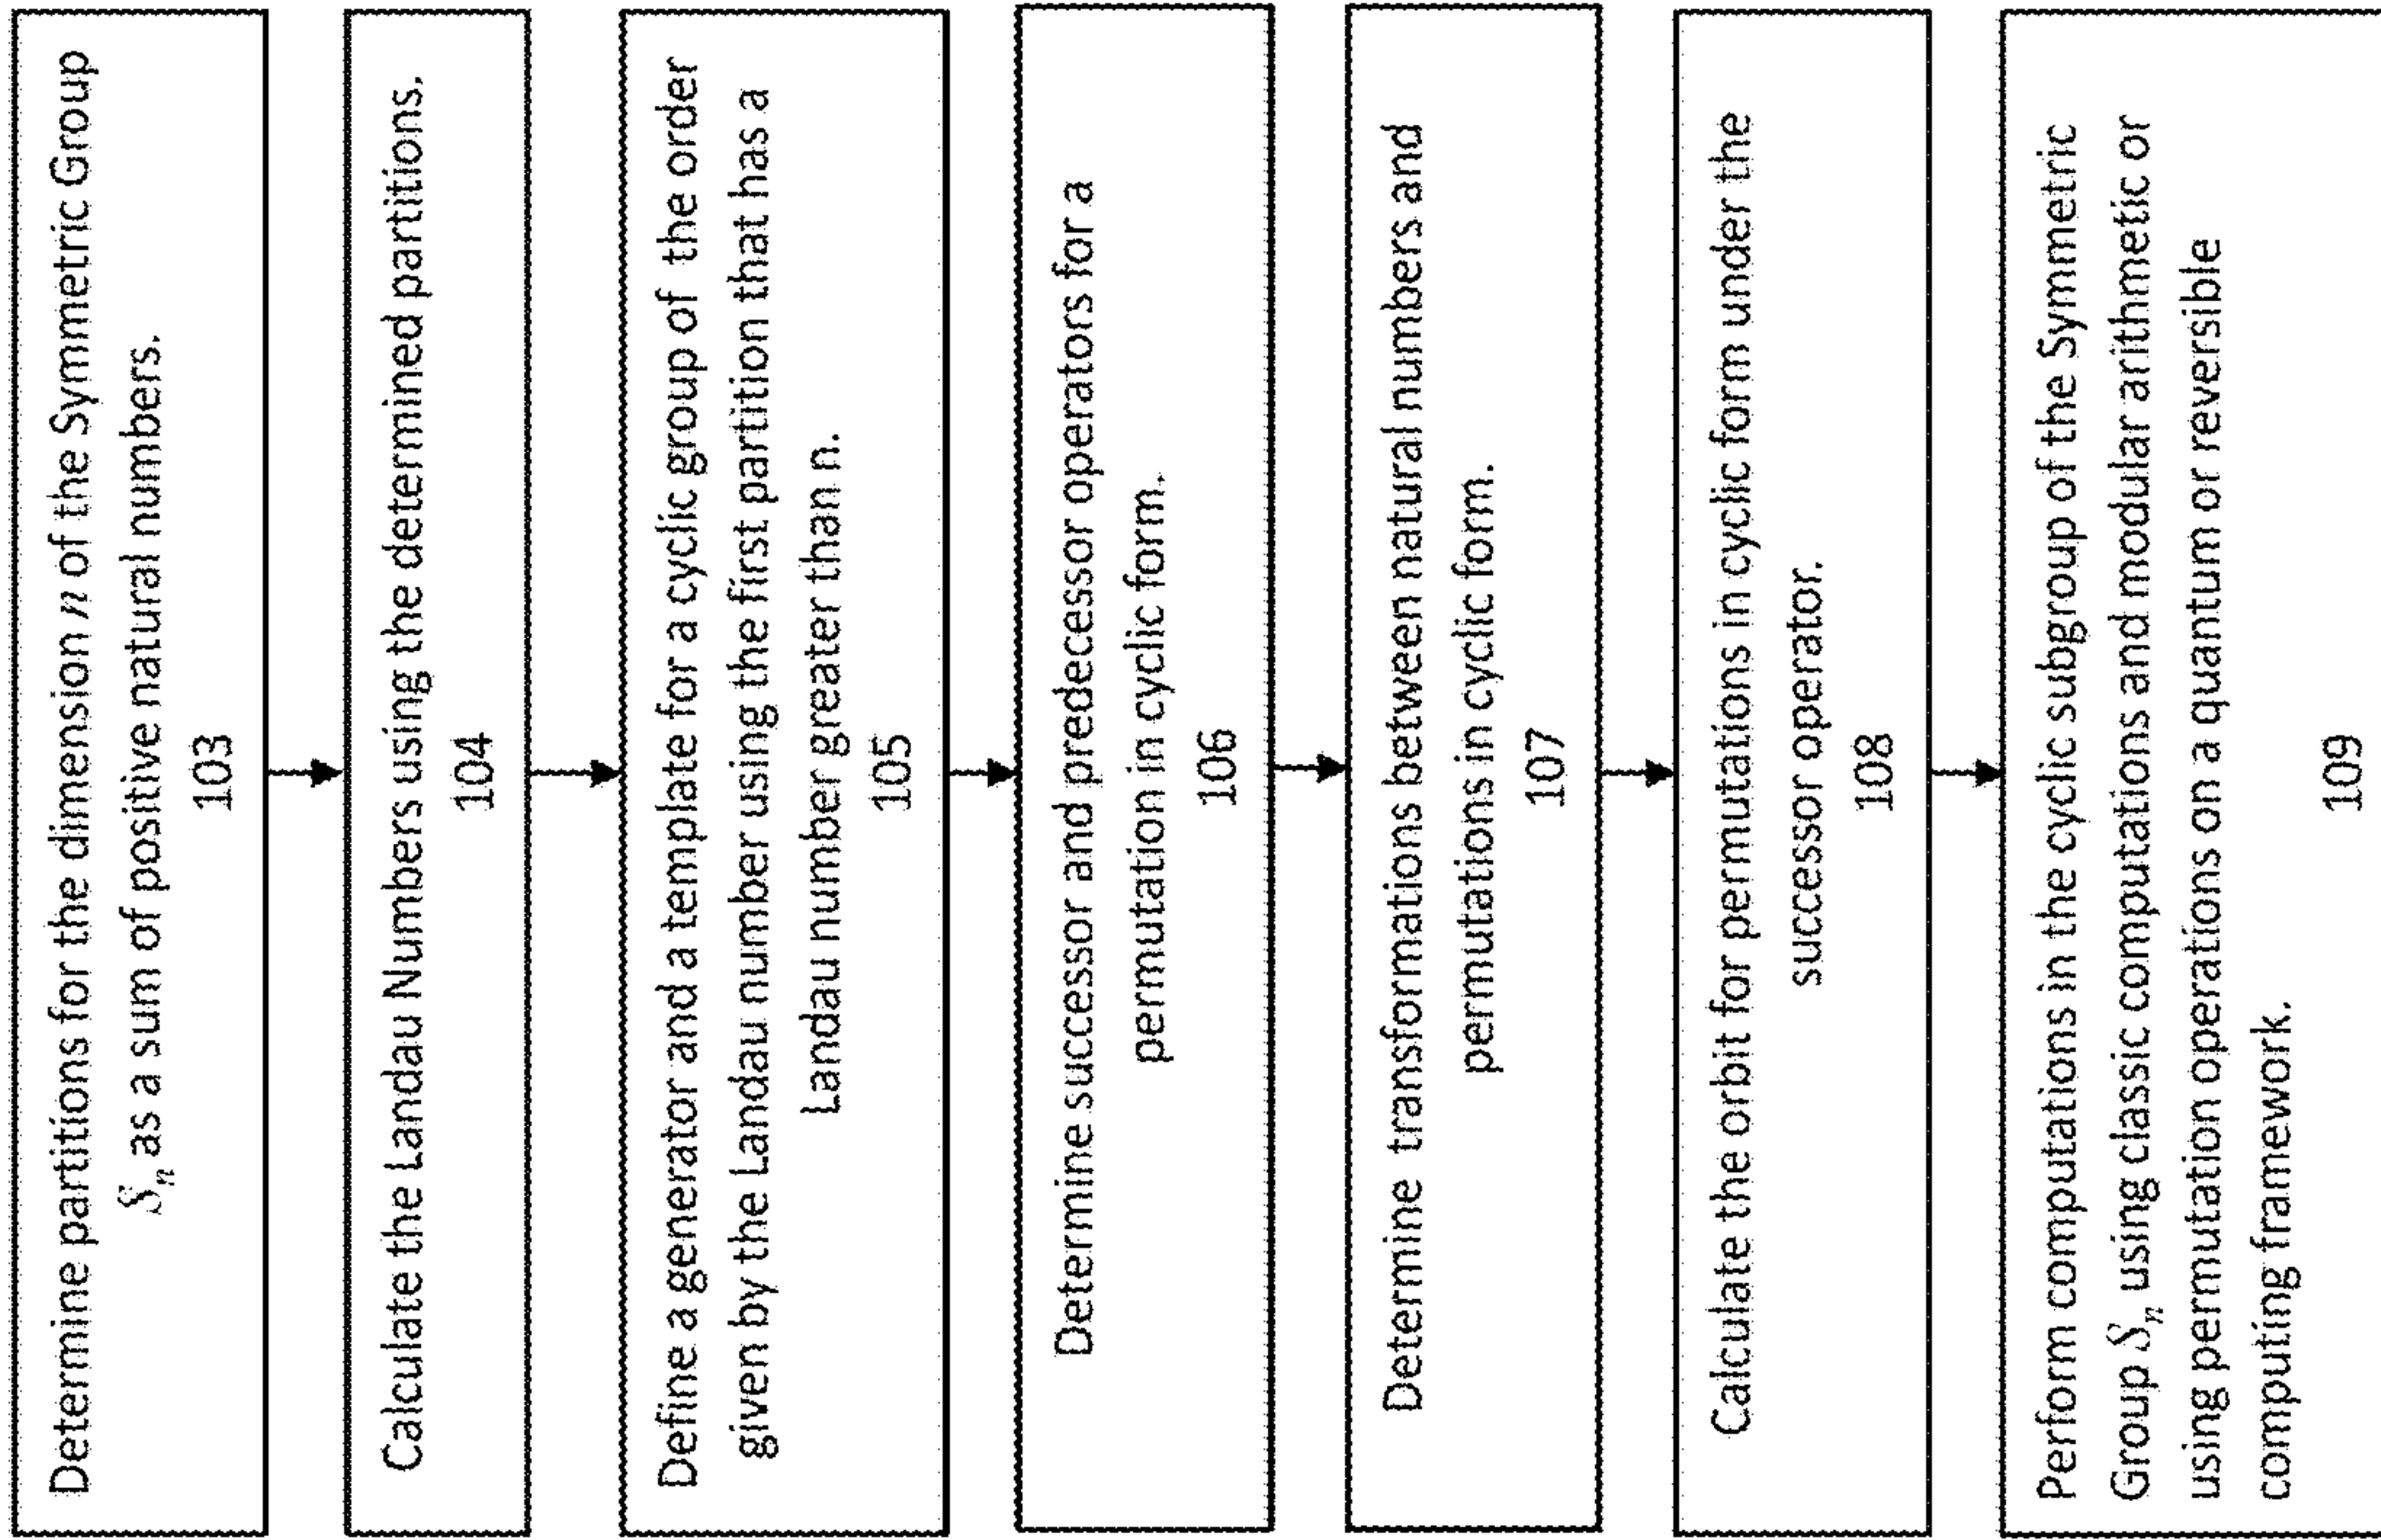 Determine partitions for the dimension n of the Symmetric Group
Sₙ as a sum of positive natural numbers.
103
Calculate the Landau Numbers using the determined partitions.
104
Define a generator and a template for a cyclic group of the order
given by the Landau number using the first partition that has a
Landau number greater than n.
105
Determine successor and predecessor operators for a
permutation in cyclic form.
106
Determine transformations between natural numbers and
permutations in cyclic form.
107
Calculate the orbit for permutations in cyclic form under the
successor operator.
108
Perform computations in the cyclic subgroup of the Symmetric
Group Sₙ using classic computations and modular arithmetic or
using permutation operations on a quantum or reversible
computing framework.
109